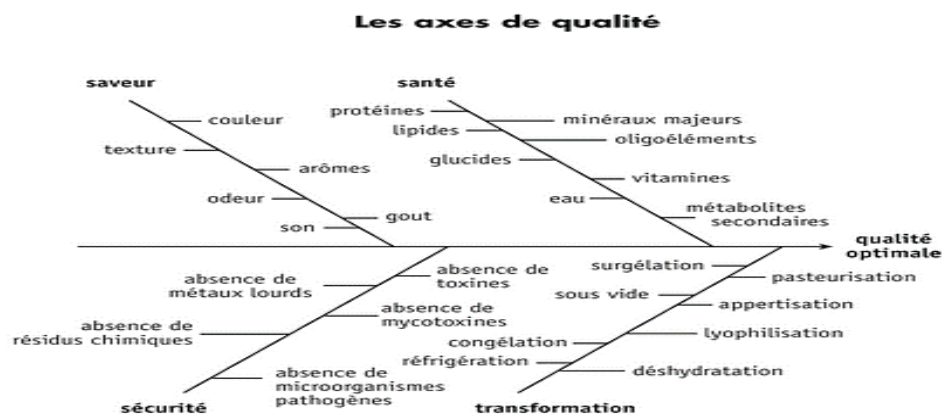 Les axes de qualité
saveur
santé
couleur
texture
arômes
odeur
gout
son
protéines
lipides
glucides
eau
minéraux majeurs
oligoéléments
vitamines
métabolites
secondaires
qualité
optimale
absence de
toxines
absence de
métaux lourds
absence de
mycotoxines
absence de
résidus chimiques
absence de
microorganismes
pathogènes
sécurité
surgélation
pasteurisation
sous vide
appertisation
lyophilisation
congélation
réfrigération
déshydratation
transformation